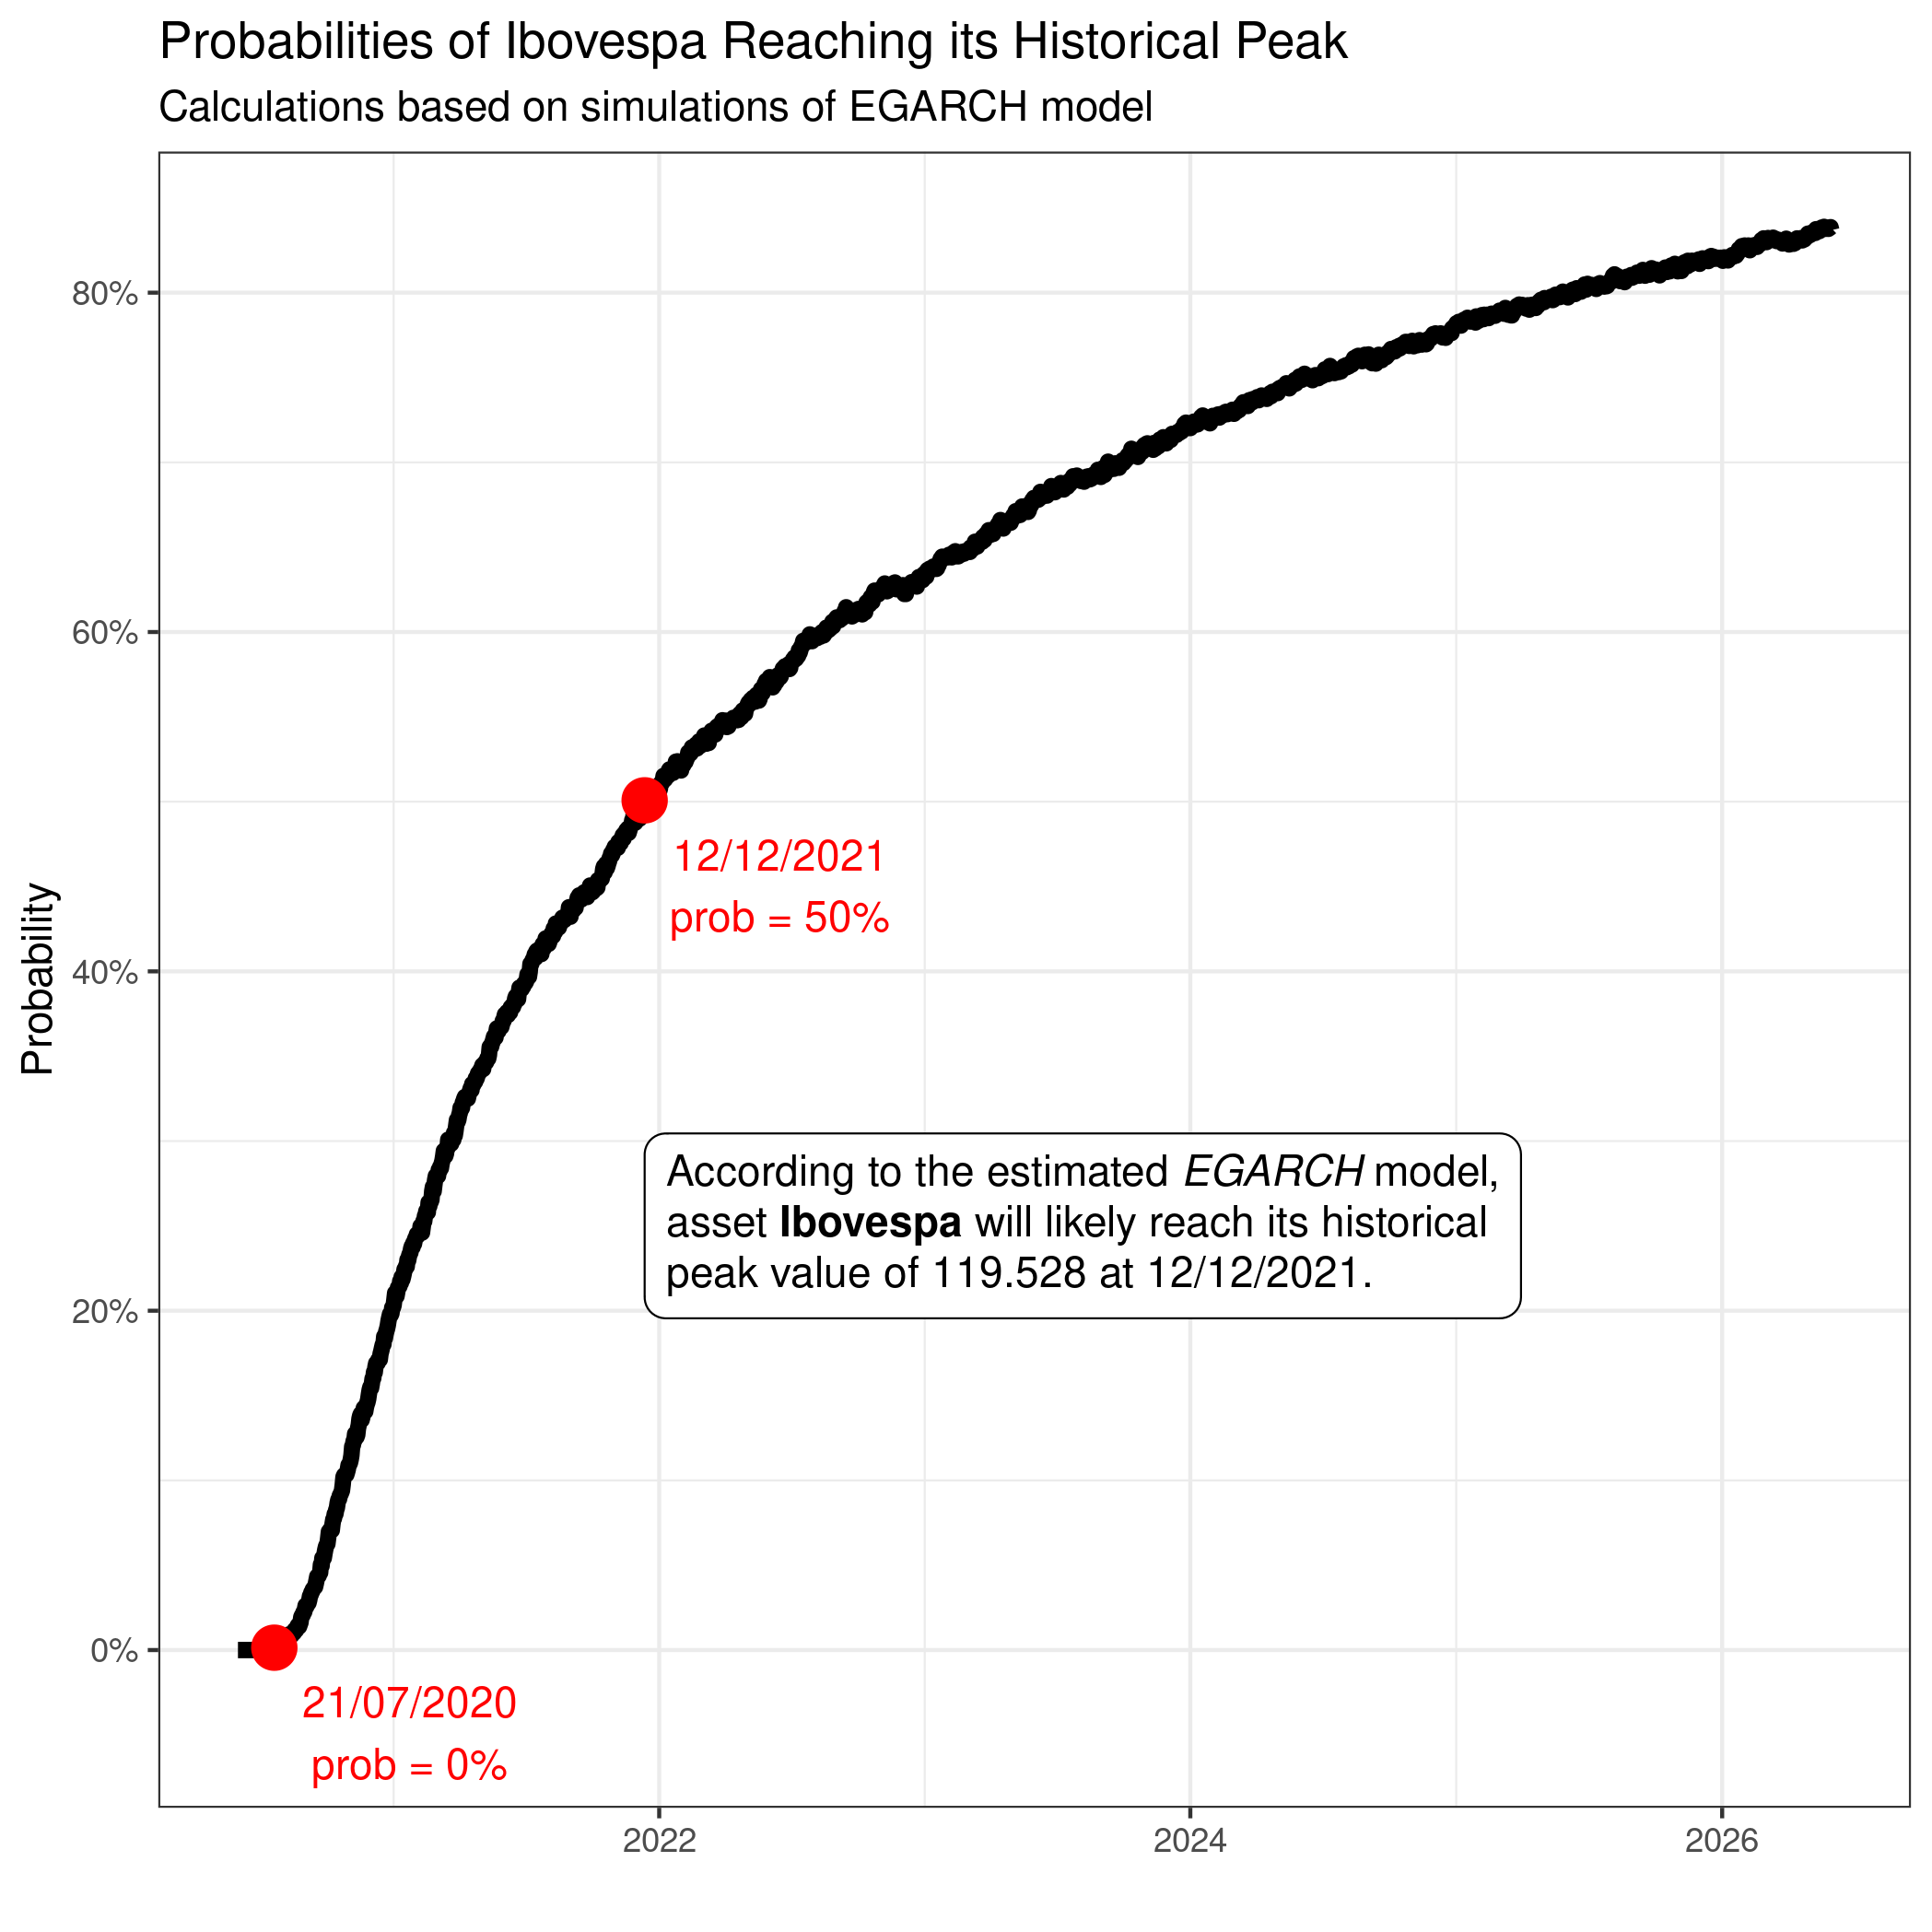 Probabilities of Ibovespa Reaching its Historical Peak
Calculations based on simulations of EGARCH model
Probability
80%
60%
40%
20%
0%
12/12/2021
prob = 50%
According to the estimated EGARCH model,
asset Ibovespa will likely reach its historical
peak value of 119.528 at 12/12/2021.
21/07/2020
prob = 0%
2022
2024
2026